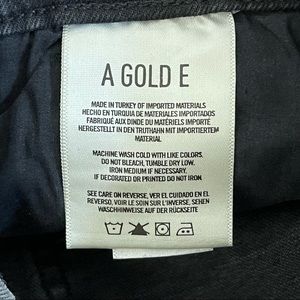 A GOLD E
MADE IN TURKEY OF IMPORTED MATERIALS
HECHO EN TURQUIA DE MATERIALES IMPORTADOS
FABRIQUÉ AUX DINDE DU MATÉRIELS IMPORTÉ
HERGESTELLT IN DEN TRUTHAHN MIT IMPORTIERTEM
MATERIAL
MACHINE WASH COLD WITH LIKE COLORS.
DO NOT BLEACH, TUMBLE DRY LOW.
IRON MEDIUM IF NECESSARY.
IF DECORATED OR PRINTED DO NOT IRON.
SEE CARE ON REVERSE, VER EL CUIDADO EN EL
REVERSO, VOIR LE SOIN D'INVERSE, SEHEN SIE
WASCHHINWEISE AUF DER RÜCKSEITE